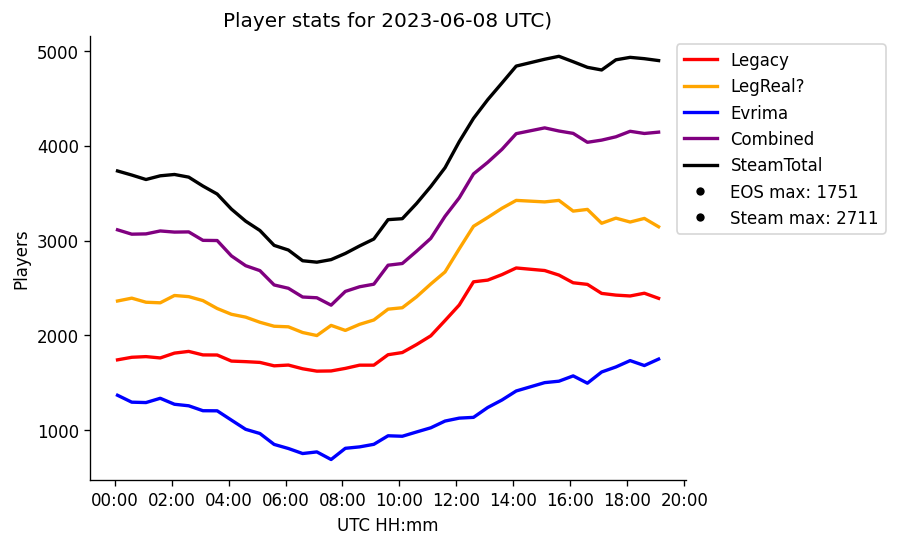 Player stats for 2023-06-08 UTC)
5000
4000
3000
2000
1000
Players
00:00 02:00 04:00 06:00 08:00 10:00 12:00 14:00 16:00 18:00 20:00
UTC HH:mm
Legacy
LegReal?
Evrima
Combined
SteamTotal
EOS max: 1751
Steam max: 2711